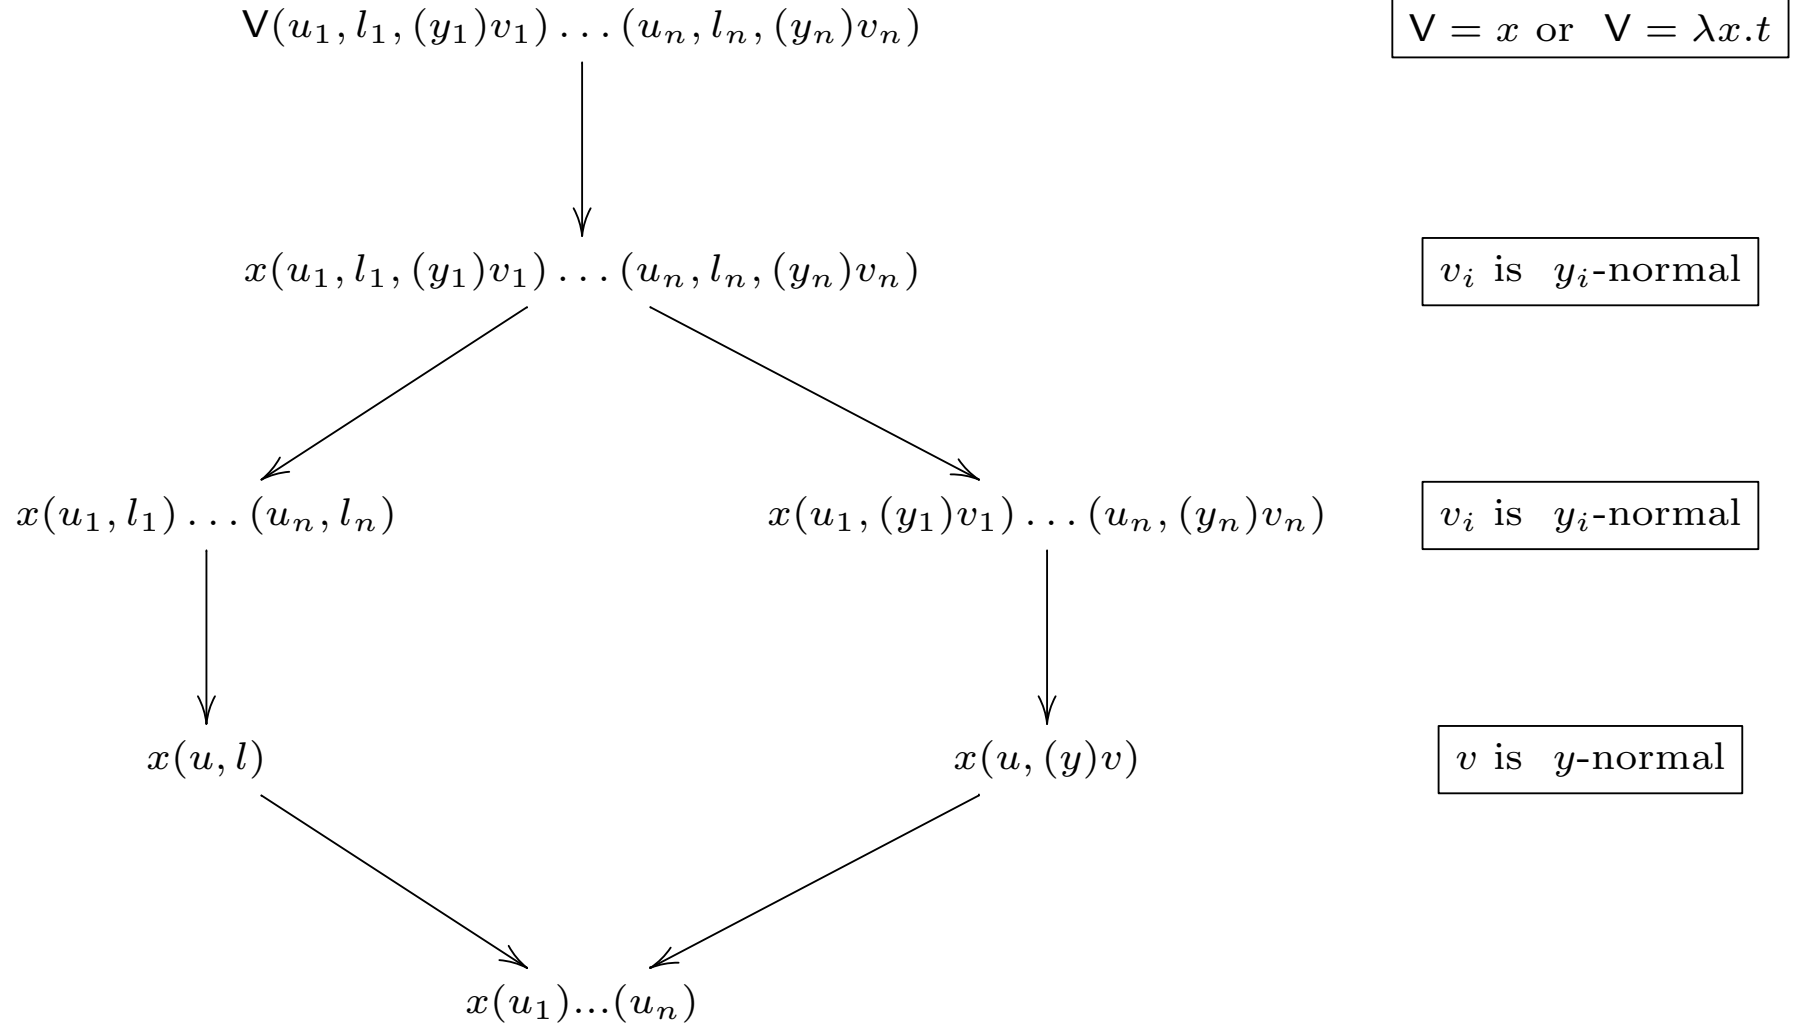 V(u₁, l₁, (y₁)v₁) … (uₙ, lₙ, (yₙ)vₙ)
V = x or V = λx.t
x(u₁, l₁, (y₁)v₁) … (uₙ, lₙ, (yₙ)vₙ)
vᵢ is yᵢ-normal
x(u₁, l₁) … (uₙ, lₙ)
x(u₁, (y₁)v₁) … (uₙ, (yₙ)vₙ)
vᵢ is yᵢ-normal
x(u, l)
x(u, (y)v)
v is y-normal
x(u₁)...(uₙ)